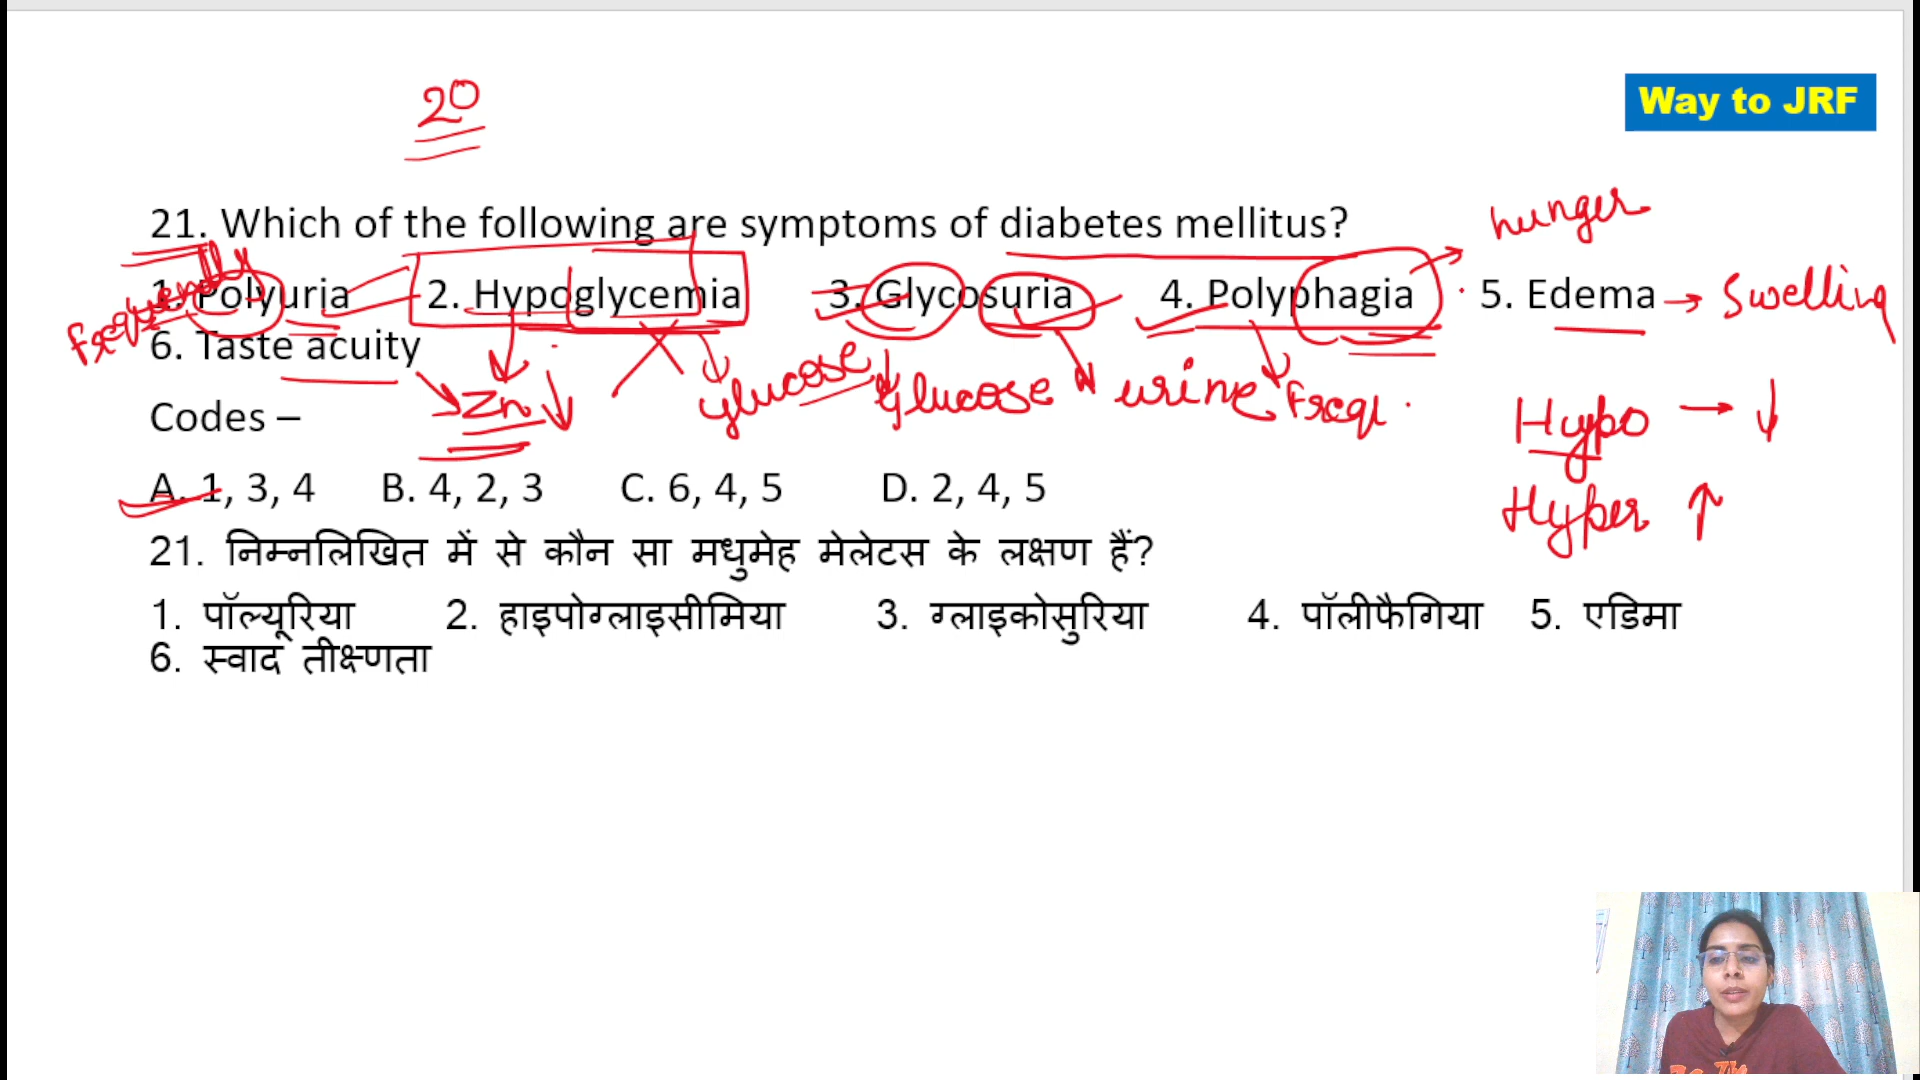 20
Way to JRF
21. Which of the following are symptoms of diabetes mellitus?
hunger
1. Polyuria 2. Hypoglycemia 3. Glycosuria 4. Polyphagia 5. Edema → Swelling
Frequently
6. Taste acuity
Zn ↓ glucose Glucose urine Freq.
Hypo → ↓
Codes –
A. 1, 3, 4 B. 4, 2, 3 C. 6, 4, 5 D. 2, 4, 5
Hyper ↑
21. निम्नलिखित में से कौन सा मधुमेह मेलेटस के लक्षण हैं?
1. पॉल्यूरिया 2. हाइपोग्लाइसीमिया 3. ग्लाइकोसुरिया 4. पॉलीफैगिया 5. एडिमा
6. स्वाद तीक्ष्णता